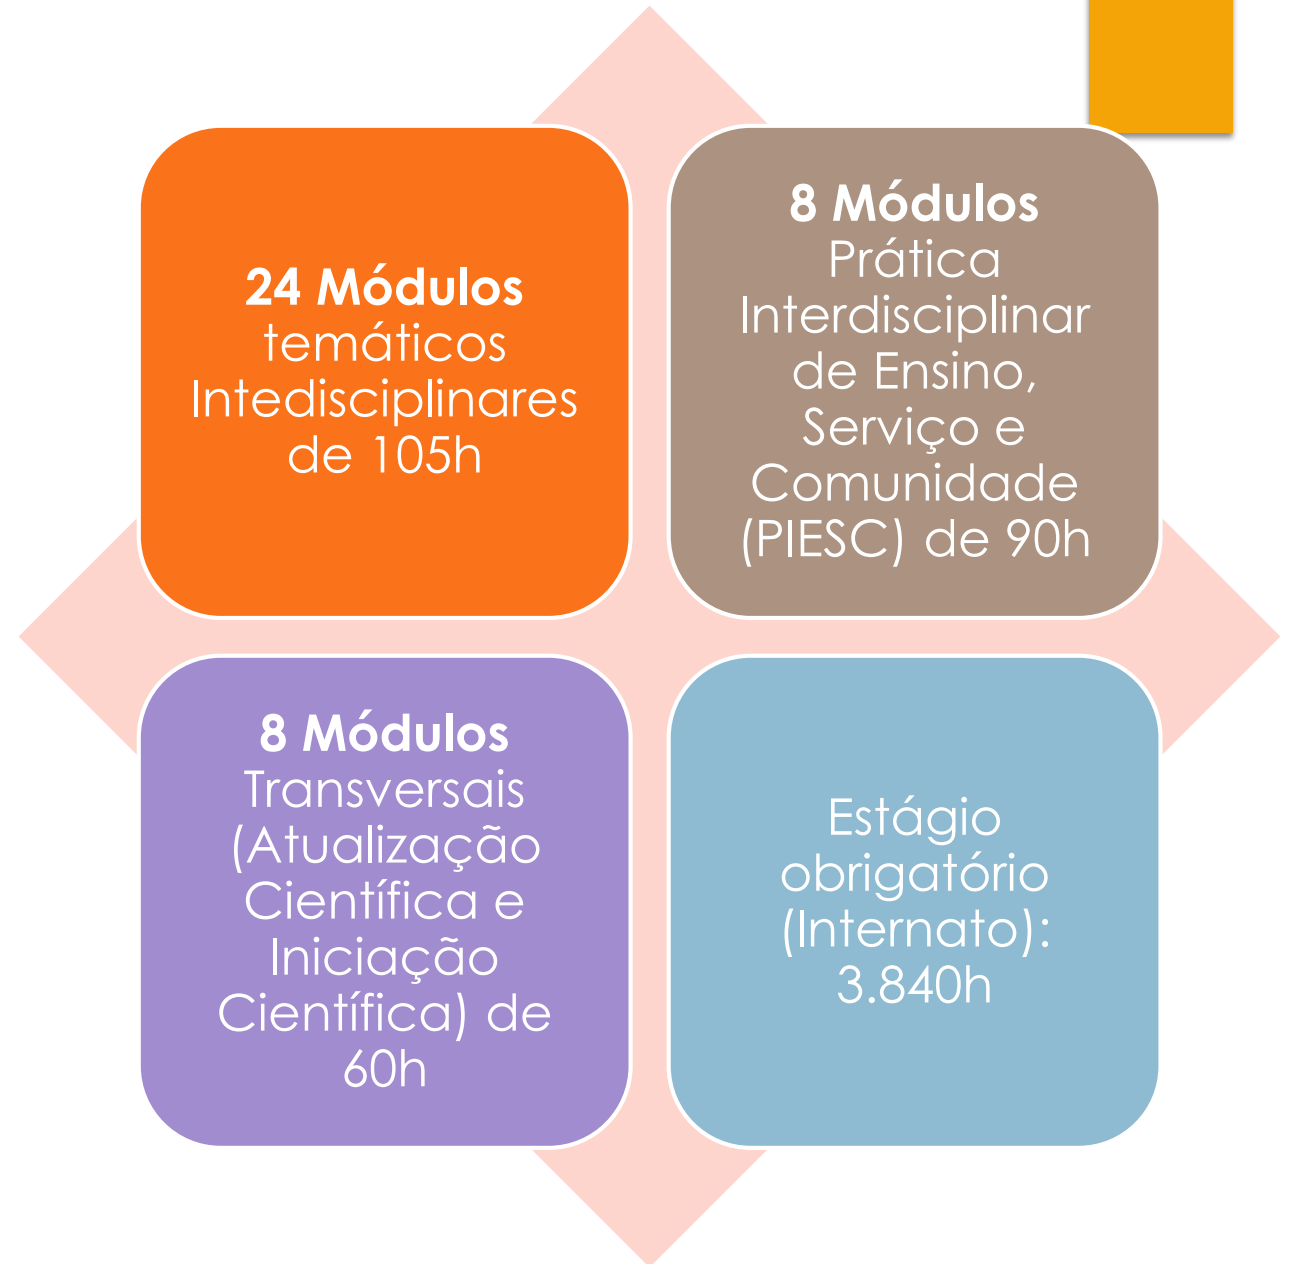 24 Módulos
temáticos
Intedisciplinares
de 105h
8 Módulos
Prática
Interdisciplinar
de Ensino,
Serviço e
Comunidade
(PIESC) de 90h
8 Módulos
Transversais
(Atualização
Científica e
Iniciação
Científica) de
60h
Estágio
obrigatório
(Internato):
3.840h